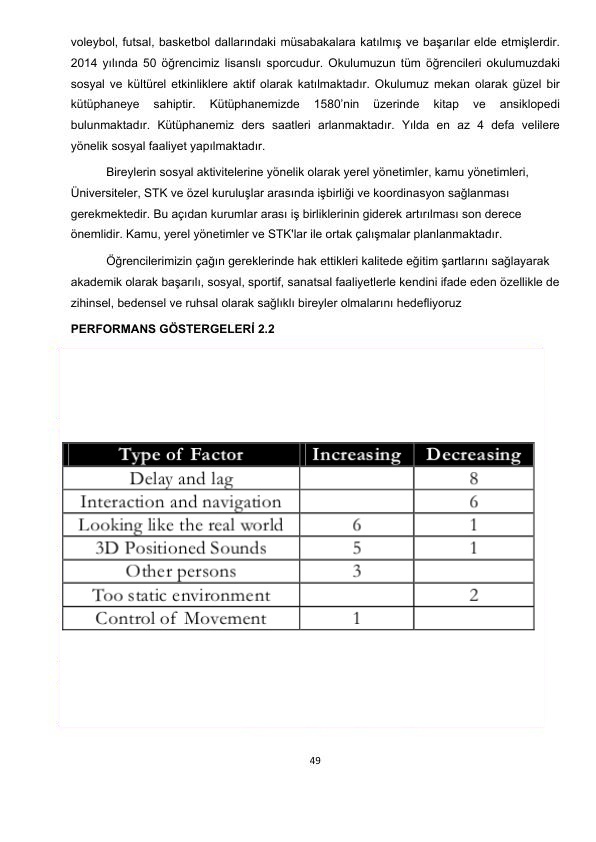 voleybol, futsal, basketbol dallarındaki müsabakalara katılmış ve başarılar elde etmişlerdir.
2014 yılında 50 öğrencimiz lisanslı sporcudur. Okulumuzun tüm öğrencileri okulumuzdaki
sosyal ve kültürel etkinliklere aktif olarak katılmaktadır. Okulumuz mekan olarak güzel bir
kütüphaneye sahiptir. Kütüphanemizde 1580’nin üzerinde kitap ve ansiklopedi
bulunmaktadır. Kütüphanemiz ders saatleri arlanmaktadır. Yılda en az 4 defa velilere
yönelik sosyal faaliyet yapılmaktadır.
Bireylerin sosyal aktivitelerine yönelik olarak yerel yönetimler, kamu yönetimleri,
Üniversiteler, STK ve özel kuruluşlar arasında işbirliği ve koordinasyon sağlanması
gerekmektedir. Bu açıdan kurumlar arası iş birliklerinin giderek artırılması son derece
önemlidir. Kamu, yerel yönetimler ve STK'lar ile ortak çalışmalar planlanmaktadır.
Öğrencilerimizin çağın gereklerinde hak ettikleri kalitede eğitim şartlarını sağlayarak
akademik olarak başarılı, sosyal, sportif, sanatsal faaliyetlerle kendini ifade eden özellikle de
zihinsel, bedensel ve ruhsal olarak sağlıklı bireyler olmalarını hedefliyoruz
PERFORMANS GÖSTERGELERİ 2.2
Type of Factor Increasing Decreasing
Delay and lag 8
Interaction and navigation 6
Looking like the real world 6 1
3D Positioned Sounds 5 1
Other persons 3
Too static environment 2
Control of Movement 1
49